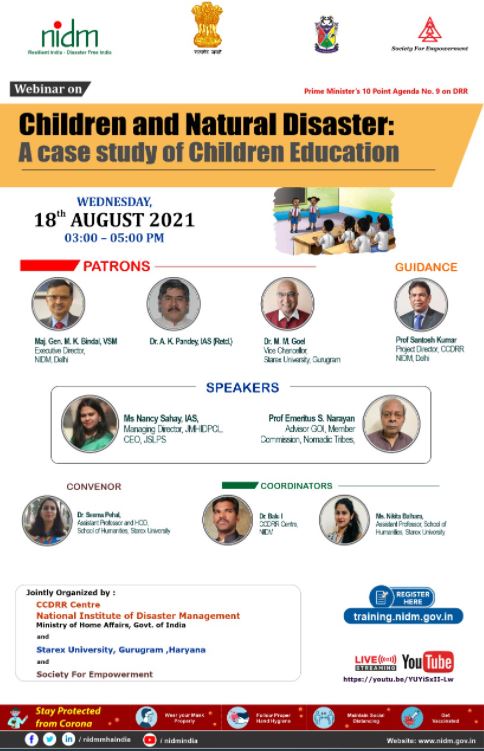 nidm
Resilient India - Disaster Free India
सत्यमेव जयते
Society For Empowerment
Webinar on
Prime Minister's 10 Point Agenda No. 9 on DRR
Children and Natural Disaster:
A case study of Children Education
WEDNESDAY,
18th AUGUST 2021
03:00 – 05:00 PM
PATRONS
GUIDANCE
Maj. Gen. M. K. Bindal, VSM
Executive Director,
NIDM, Delhi
Dr. A. K. Pandey, IAS (Retd.)
Dr. M. M. Goel
Vice Chancellor,
Starex University, Gurugram
Prof Santosh Kumar
Project Director, CCDRR
NIDM, Delhi
SPEAKERS
Ms Nancy Sahay, IAS,
Managing Director, JMHIDPCL,
CEO, JSLPS
Prof Emeritus S. Narayan
Advisor GOI, Member
Commission, Nomadic Tribes,
CONVENOR
COORDINATORS
Dr. Seema
Assistant Professor and HOD,
School of Humanities, Starex University
Dr. Balu I
CCDRR Centre,
NIDM
Ms. Nikita
Assistant Professor, School of
Humanities, Starex University
Jointly Organized by :
CCDRR Centre
National Institute of Disaster Management
Ministry of Home Affairs, Govt. of India
and
Starex University, Gurugram ,Haryana
and
Society For Empowerment
REGISTER
HERE
training.nidm.gov.in
LIVE
STREAMING
YouTube
https://youtu.be/YUYiSxII-Lw
Stay Protected
from Corona
Wear your Mask
Properly
Follow Proper
Hand Hygiene
Maintain Social
Distancing
Get
Vaccinated
/ nidmmhaindia
/ nidmindia
Website: www.nidm.gov.in